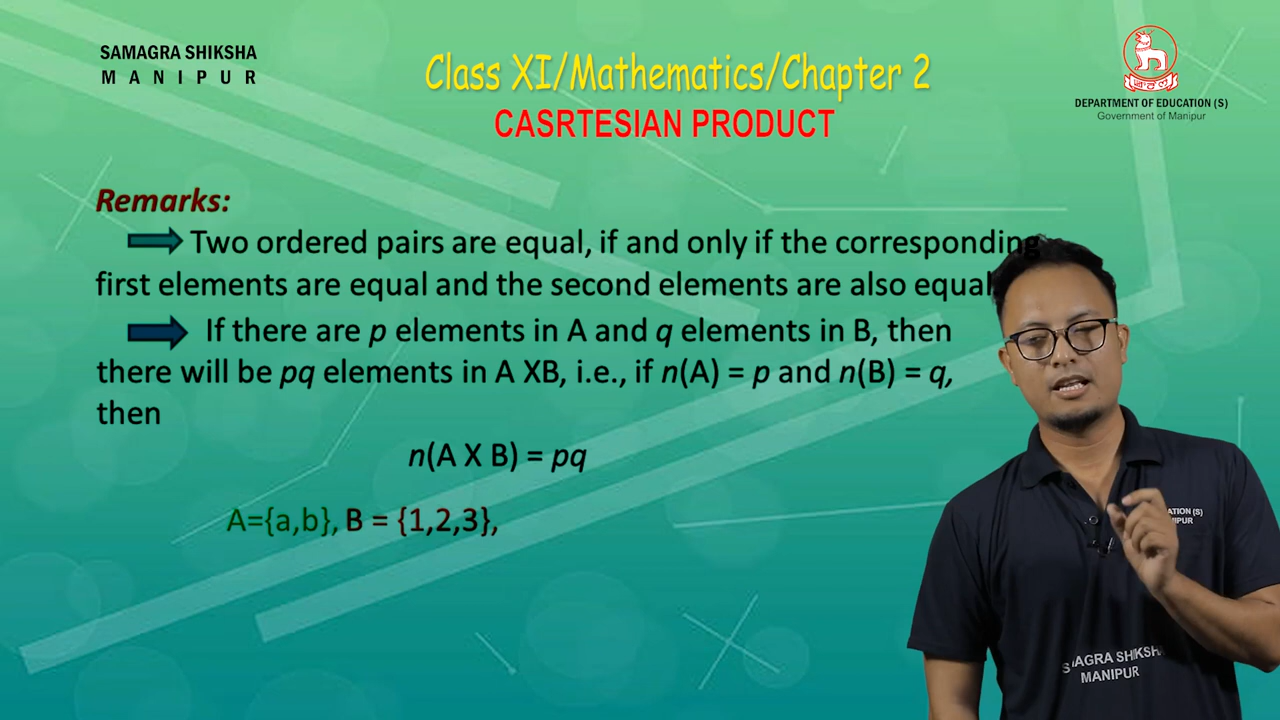 SAMAGRA SHIKSHA
MANIPUR
Class XI/Mathematics/Chapter 2
CASRTESIAN PRODUCT
DEPARTMENT OF EDUCATION (S)
Government of Manipur
Remarks:
Two ordered pairs are equal, if and only if the corresponding
first elements are equal and the second elements are also equal
If there are p elements in A and q elements in B, then
there will be pq elements in A XB, i.e., if n(A) = p and n(B) = q,
then
n(A X B) = pq
A={a,b}, B = {1,2,3},
SAMAGRA SHIKSHA
MANIPUR